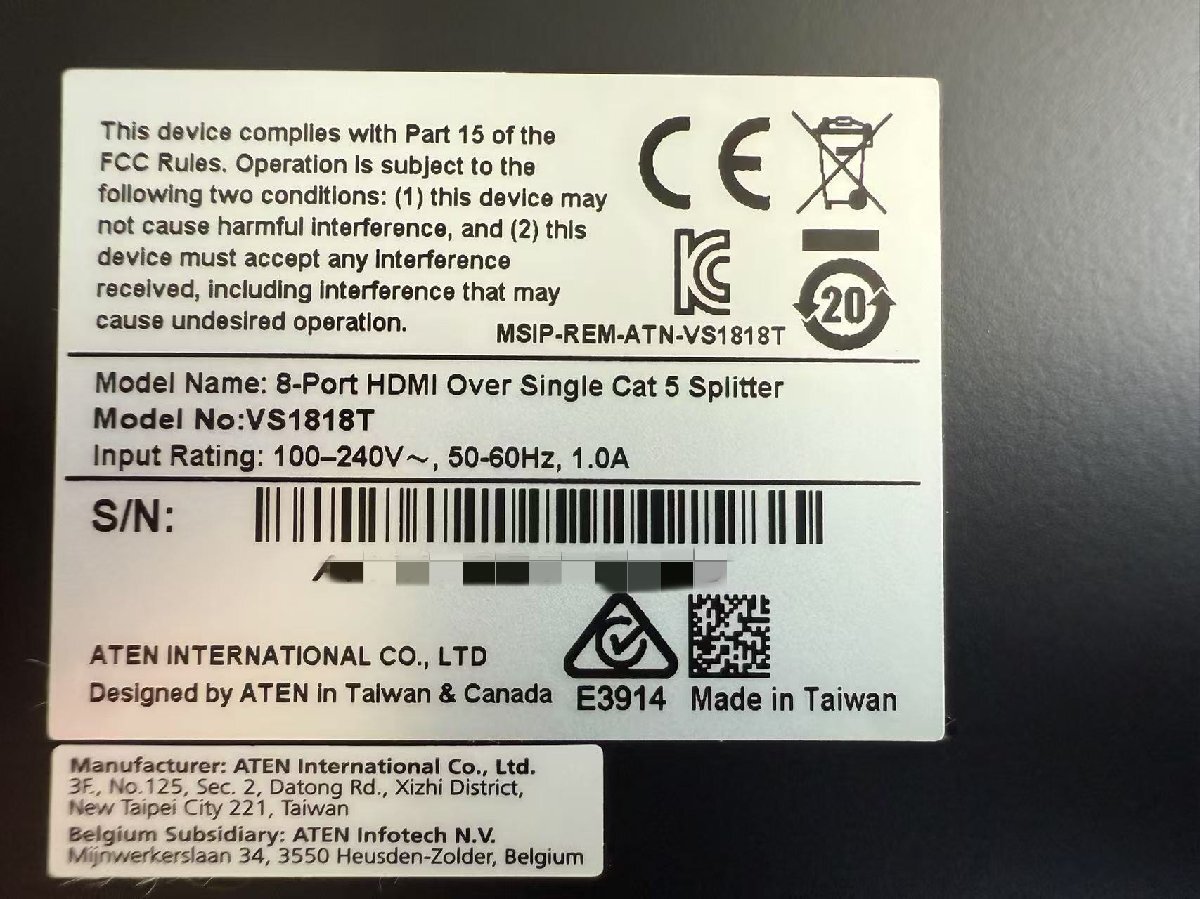 This device complies with Part 15 of the
FCC Rules. Operation is subject to the
following two conditions: (1) this device may
not cause harmful interference, and (2) this
device must accept any interference
received, including interference that may
cause undesired operation.
CE
KC
20
MSIP-REM-ATN-VS1818T
Model Name: 8-Port HDMI Over Single Cat 5 Splitter
Model No:VS1818T
Input Rating: 100–240V～, 50-60Hz, 1.0A
S/N:
ATEN INTERNATIONAL CO., LTD
Designed by ATEN in Taiwan & Canada
E3914
Made in Taiwan
Manufacturer: ATEN International Co., Ltd.
3F., No.125, Sec. 2, Datong Rd., Xizhi District,
New Taipei City 221, Taiwan
Belgium Subsidiary: ATEN Infotech N.V.
Mijnwerkerslaan 34, 3550 Heusden-Zolder, Belgium